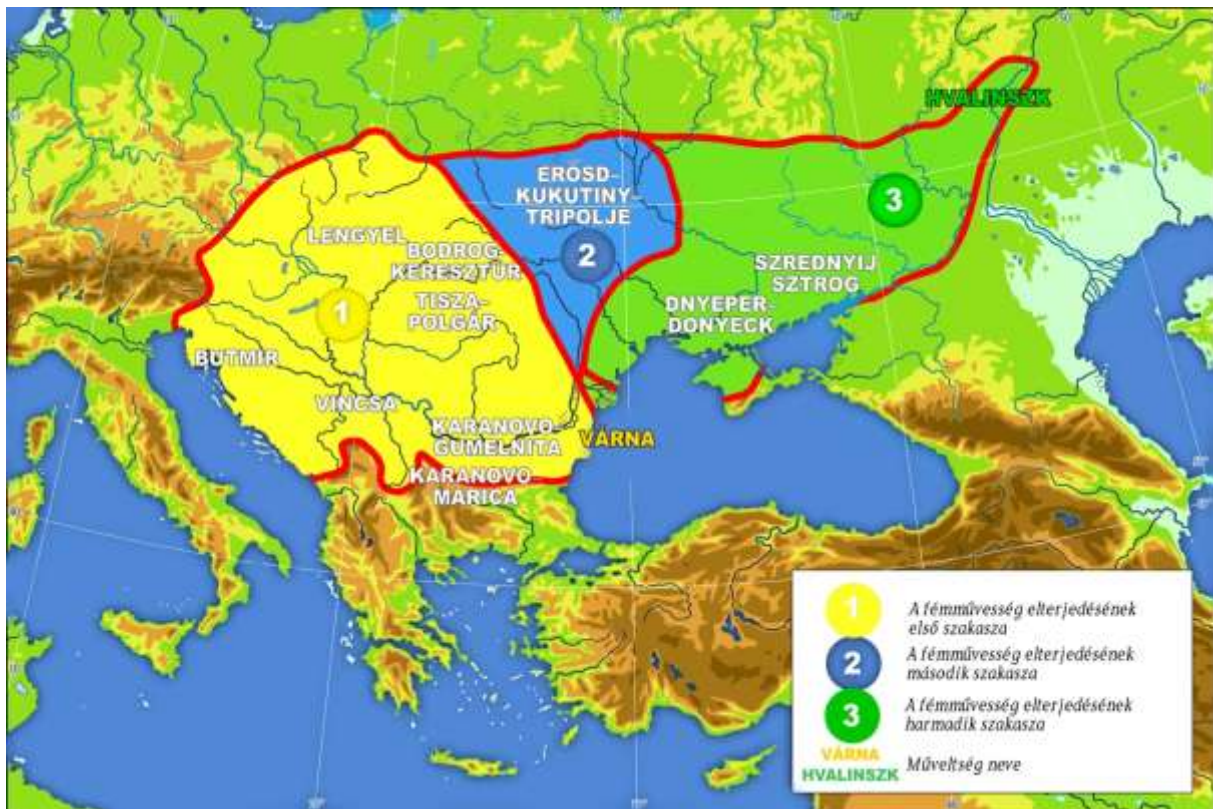 HVALINSZK
ERŐSD-
KUKUTINY-
TRIPOLJE
2
3
LENGYEL
BODROG-
KERESZTÚR
TISZA-
POLGÁR
1
SZREDNYIJ
SZTROG
DNYEPER-
DONYECK
BUTMIR
VINCSA
KARANOVO-
GUMELNITA
VÁRNA
KARANOVO-
MARICA
1
A fémművesség elterjedésének
első szakasza
2
A fémművesség elterjedésének
második szakasza
3
A fémművesség elterjedésének
harmadik szakasza
VÁRNA
HVALINSZK
Műveltség neve